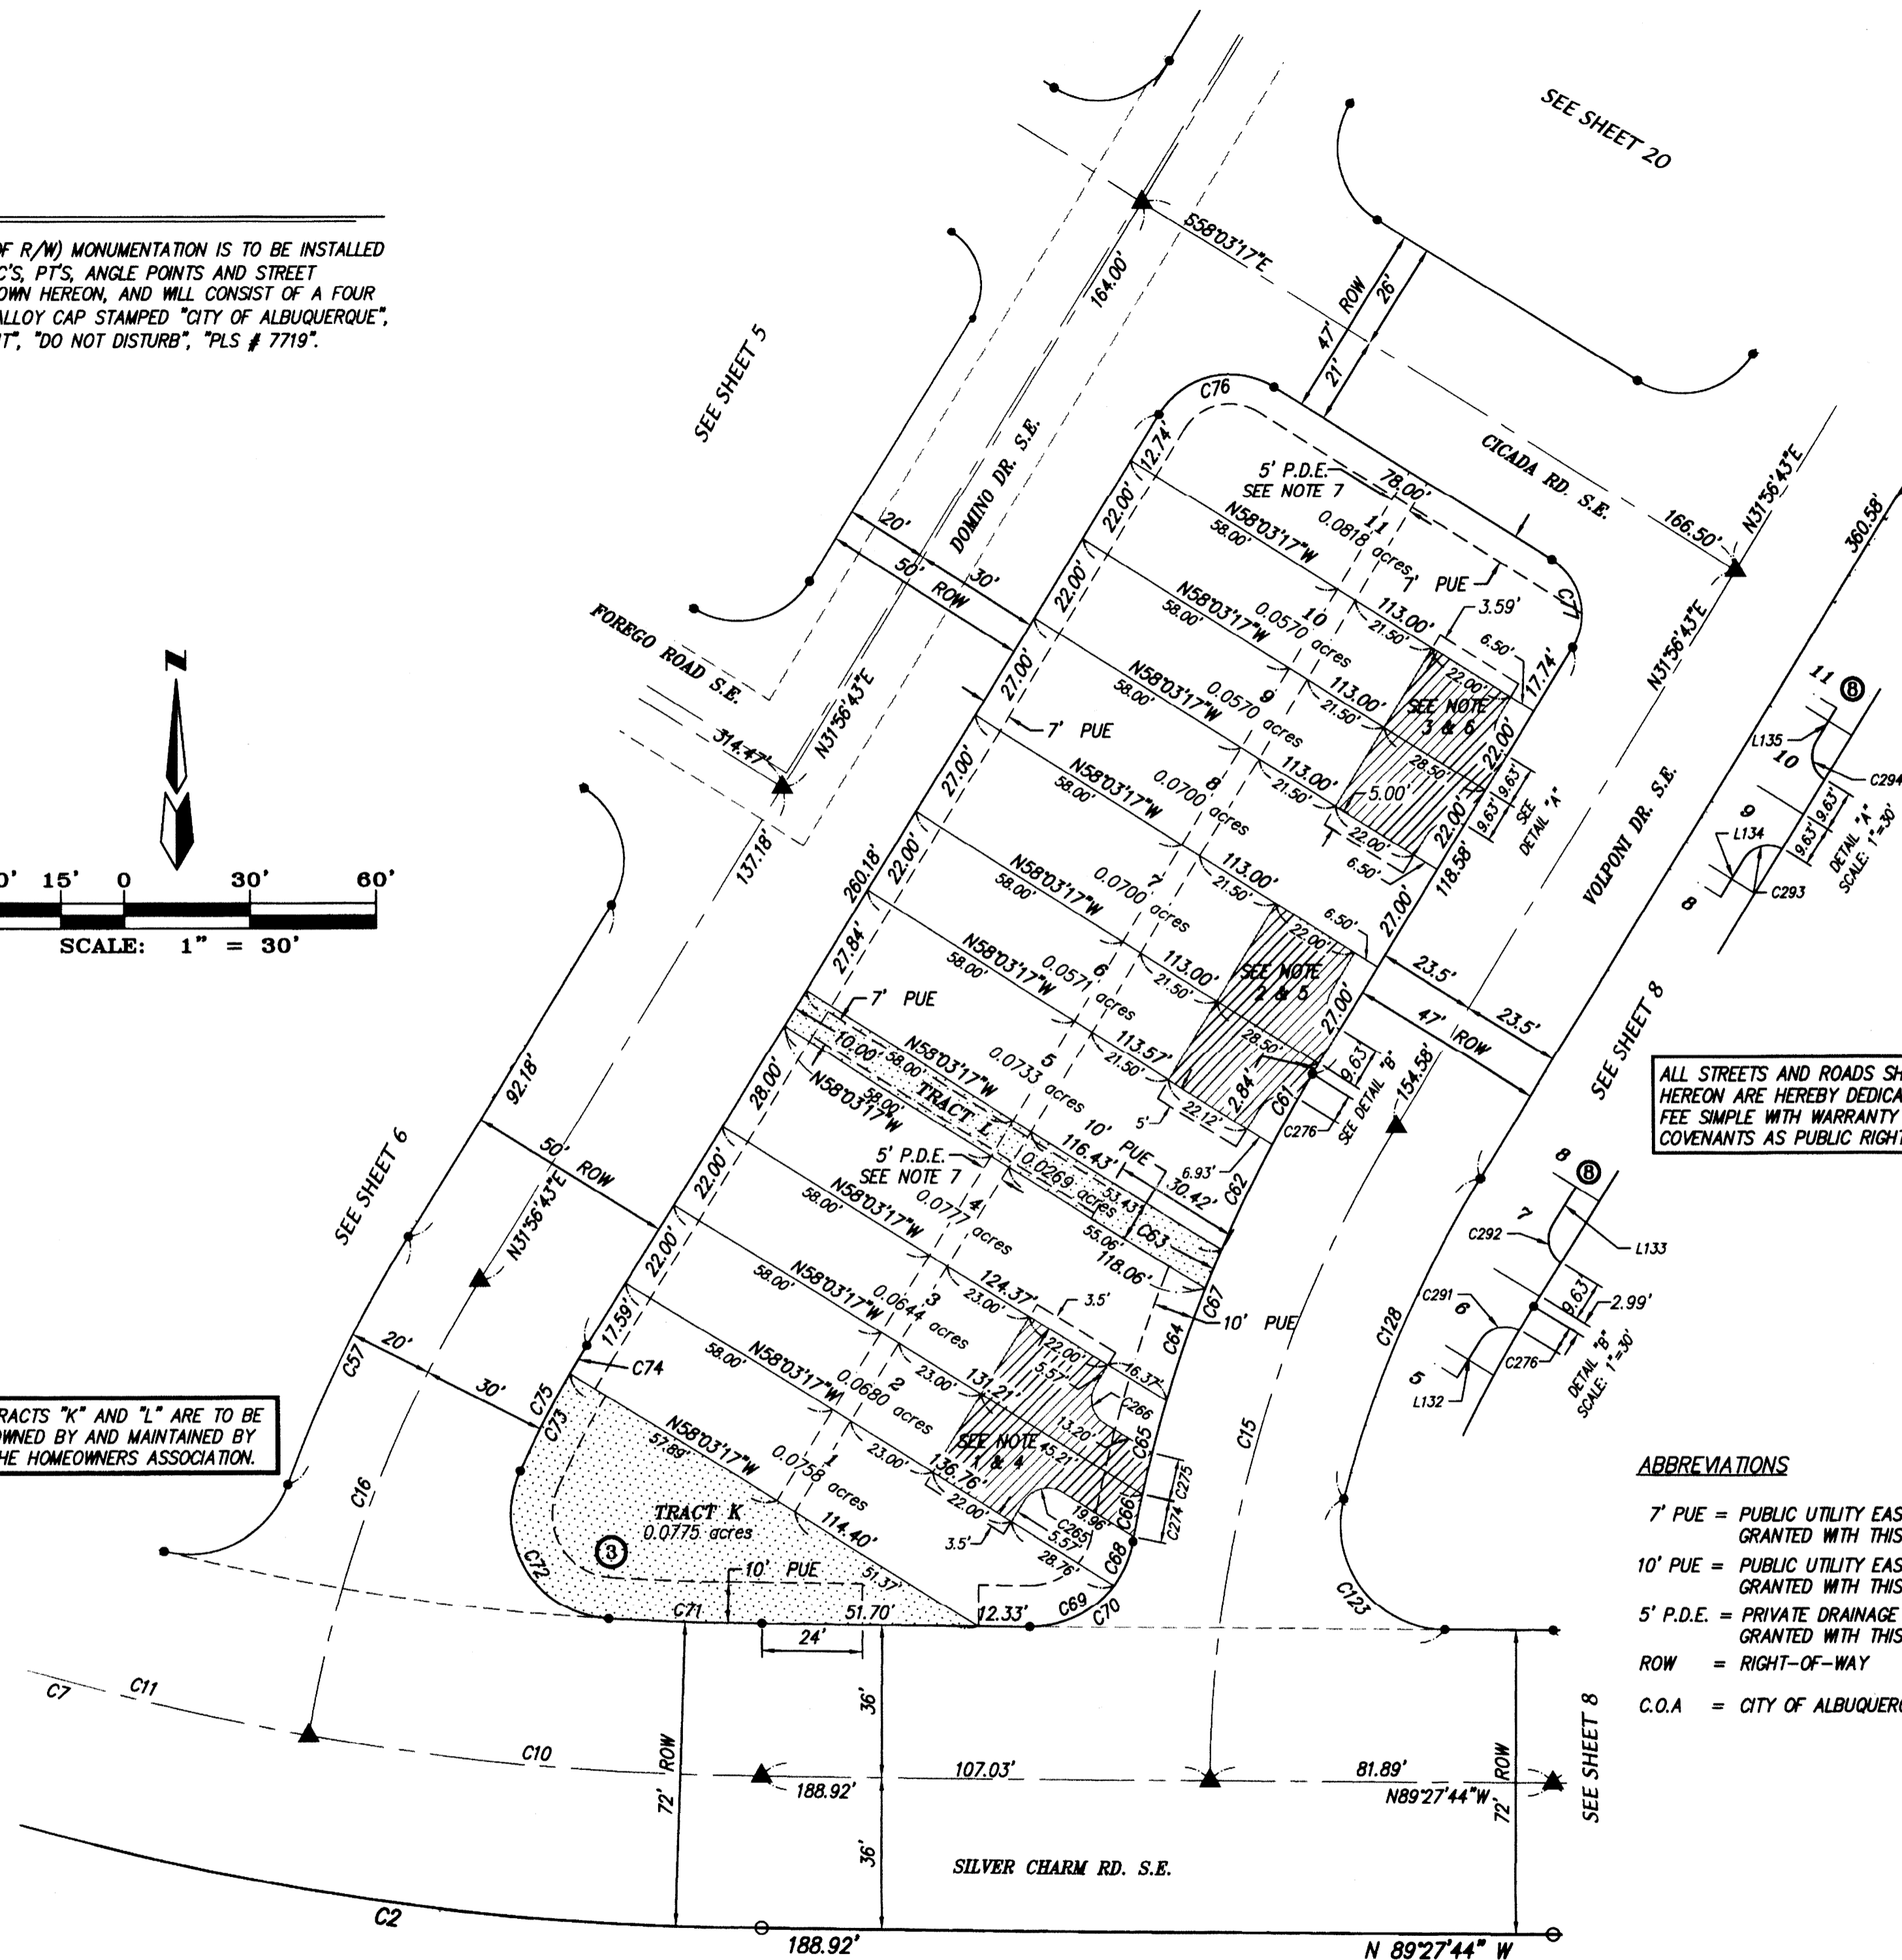 SEE SHEET 20
OF R/W) MONUMENTATION IS TO BE INSTALLED
C'S, PT'S, ANGLE POINTS AND STREET
OWN HEREON, AND WILL CONSIST OF A FOUR
ALLOY CAP STAMPED "CITY OF ALBUQUERQUE",
IT", "DO NOT DISTURB", "PLS # 7719".
S58°03'17"E
164.00'
47' ROW
26'
21'
SEE SHEET 5
C76
CICADA RD. S.E.
166.50'
N31°56'43"E
360.58'
DOMINO DR. S.E.
12.74'
5' P.D.E.
SEE NOTE 7
78.00'
22.00'
N58°03'17"W
58.00'
11
0.0818 acres
7' PUE
C77
3.59'
20'
50' ROW
30'
22.00'
N58°03'17"W
58.00'
10
0.0570 acres
113.00'
21.50'
6.50'
22.00'
17.74'
N31°56'43"E
FOREGO ROAD S.E.
N31°56'43"E
314.47'
27.00'
N58°03'17"W
58.00'
9
0.0570 acres
113.00'
21.50'
SEE NOTE
3 & 6
22.00'
28.50'
9.63'
9.63'
SEE
DETAIL "A"
7' PUE
27.00'
N58°03'17"W
58.00'
8
0.0700 acres
113.00'
21.50'
5.00'
22.00'
22.00'
6.50'
118.58'
VOLPONI DR. S.E.
11 8
L135
10
C294
9
L134
9.63'
9.63'
DETAIL "A"
SCALE: 1"=30'
C293
8
137.18'
260.18'
22.00'
N58°03'17"W
58.00'
7
0.0700 acres
113.00'
21.50'
6.50'
22.00'
27.00'
N
0' 15' 0 30' 60'
SCALE: 1" = 30'
27.84'
N58°03'17"W
58.00'
6
0.0571 acres
113.00'
21.50'
SEE NOTE
2 & 5
28.50'
27.00'
23.5'
47' ROW
23.5'
SEE SHEET 8
7' PUE
10.00'
58.00'
N58°03'17"W
5
0.0733 acres
113.57'
21.50'
22.12'
5'
2.84'
C61
9.63'
C276
SEE DETAIL "B"
154.58'
ALL STREETS AND ROADS SH
HEREON ARE HEREBY DEDICA
FEE SIMPLE WITH WARRANTY
COVENANTS AS PUBLIC RIGHT
92.18'
28.00'
58.00'
N58°03'17"W
TRACT L
0.0269 acres
10' PUE
116.43'
30.42'
53.43'
6.93'
C62
C63
5' P.D.E.
SEE NOTE 7
55.06'
118.06'
C67
SEE SHEET 6
50' ROW
N31°56'43"E
22.00'
N58°03'17"W
58.00'
4
0.0777 acres
8 8
7
C292
L133
C291
6
9.63'
2.99'
C276
5
L132
DETAIL "B"
SCALE: 1"=30'
22.00'
N58°03'17"W
58.00'
3
0.0644 acres
124.37'
23.00'
3.5'
22.00'
5.57'
16.37'
C64
10' PUE
C128
C57
20'
30'
17.59'
C74
N58°03'17"W
58.00'
2
0.0680 acres
131.21'
23.00'
C266
13.20'
45.21'
C65
C15
TRACTS "K" AND "L" ARE TO BE
OWNED BY AND MAINTAINED BY
THE HOMEOWNERS ASSOCIATION.
C75
C73
N58°03'17"W
57.89'
1
0.0758 acres
136.76'
23.00'
SEE NOTE
1 & 4
22.00'
3.5'
C265
19.96'
5.57'
28.76'
C66
C275
C274
C16
TRACT K
0.0775 acres
114.40'
51.37'
3
C72
C68
C69
C70
C123
10' PUE
C71
51.70'
12.33'
24'
ABBREVIATIONS
7' PUE = PUBLIC UTILITY EAS
GRANTED WITH THIS
10' PUE = PUBLIC UTILITY EAS
GRANTED WITH THIS
5' P.D.E. = PRIVATE DRAINAGE
GRANTED WITH THIS
ROW = RIGHT-OF-WAY
C.O.A = CITY OF ALBUQUER
C7
C11
C10
72' ROW
36'
36'
188.92'
107.03'
81.89'
N89°27'44"W
72' ROW
SEE SHEET 8
SILVER CHARM RD. S.E.
C2
188.92'
N 89°27'44" W